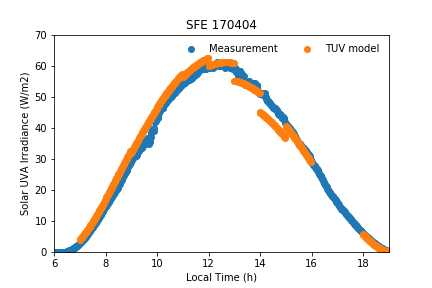 SFE 170404
Measurement
TUV model
70
60
50
40
30
20
10
0
Solar UVA Irradiance (W/m2)
6 8 10 12 14 16 18
Local Time (h)